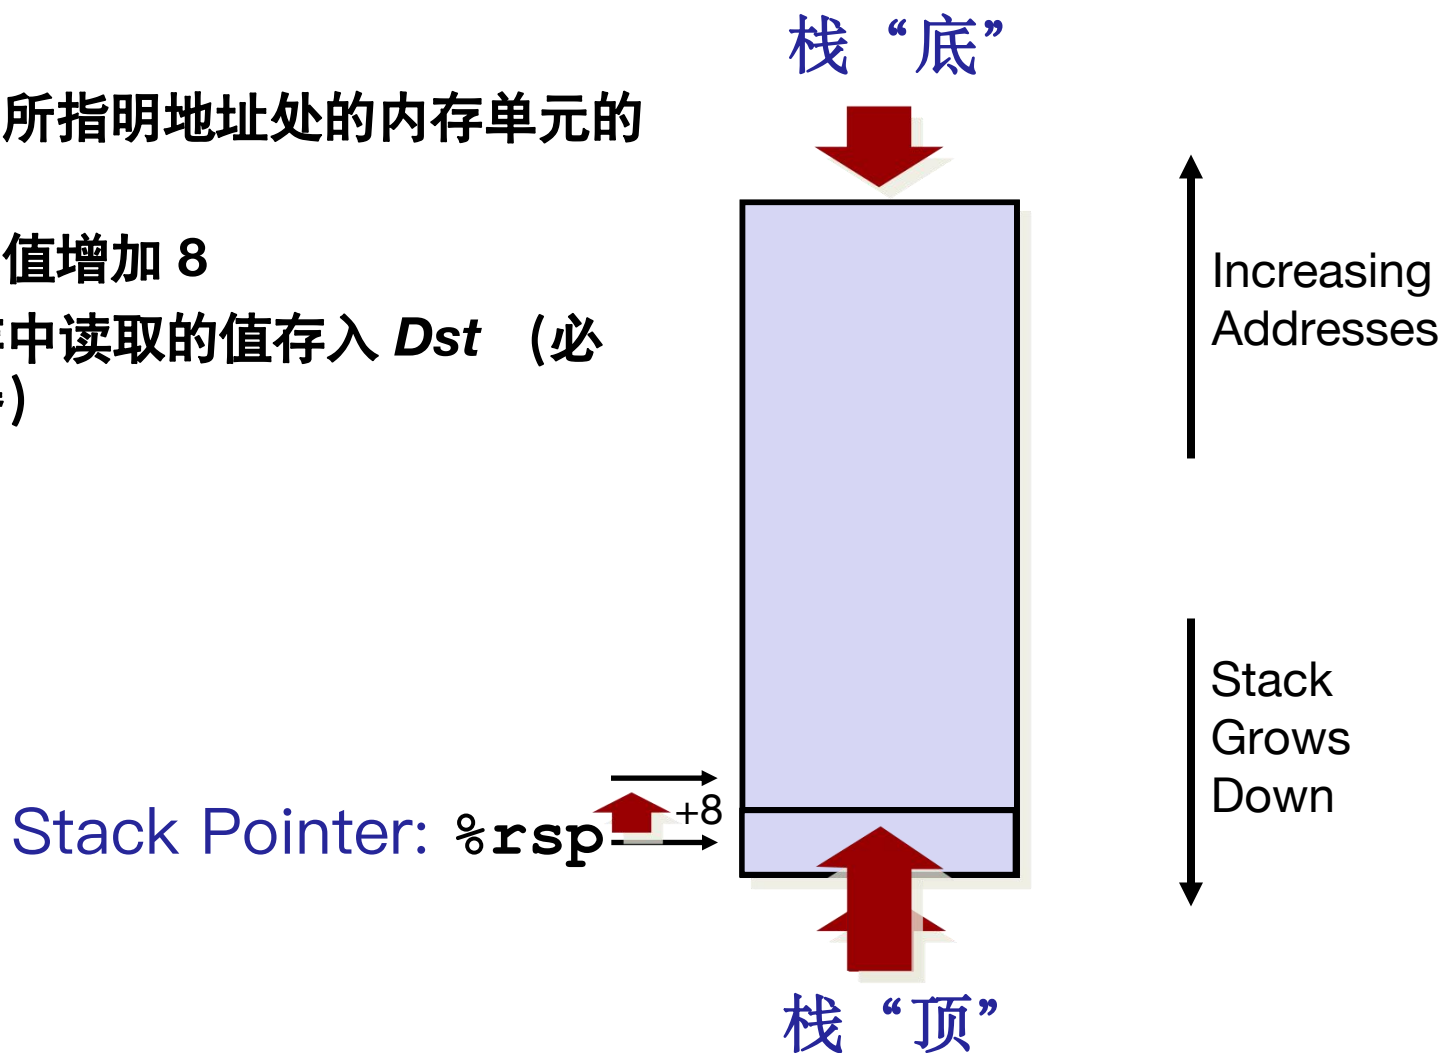 栈“底”
所指明地址处的内存单元的
值增加 8
中读取的值存入 Dst （必
)
Increasing
Addresses
Stack
Grows
Down
+8
Stack Pointer: %rsp
栈“顶”